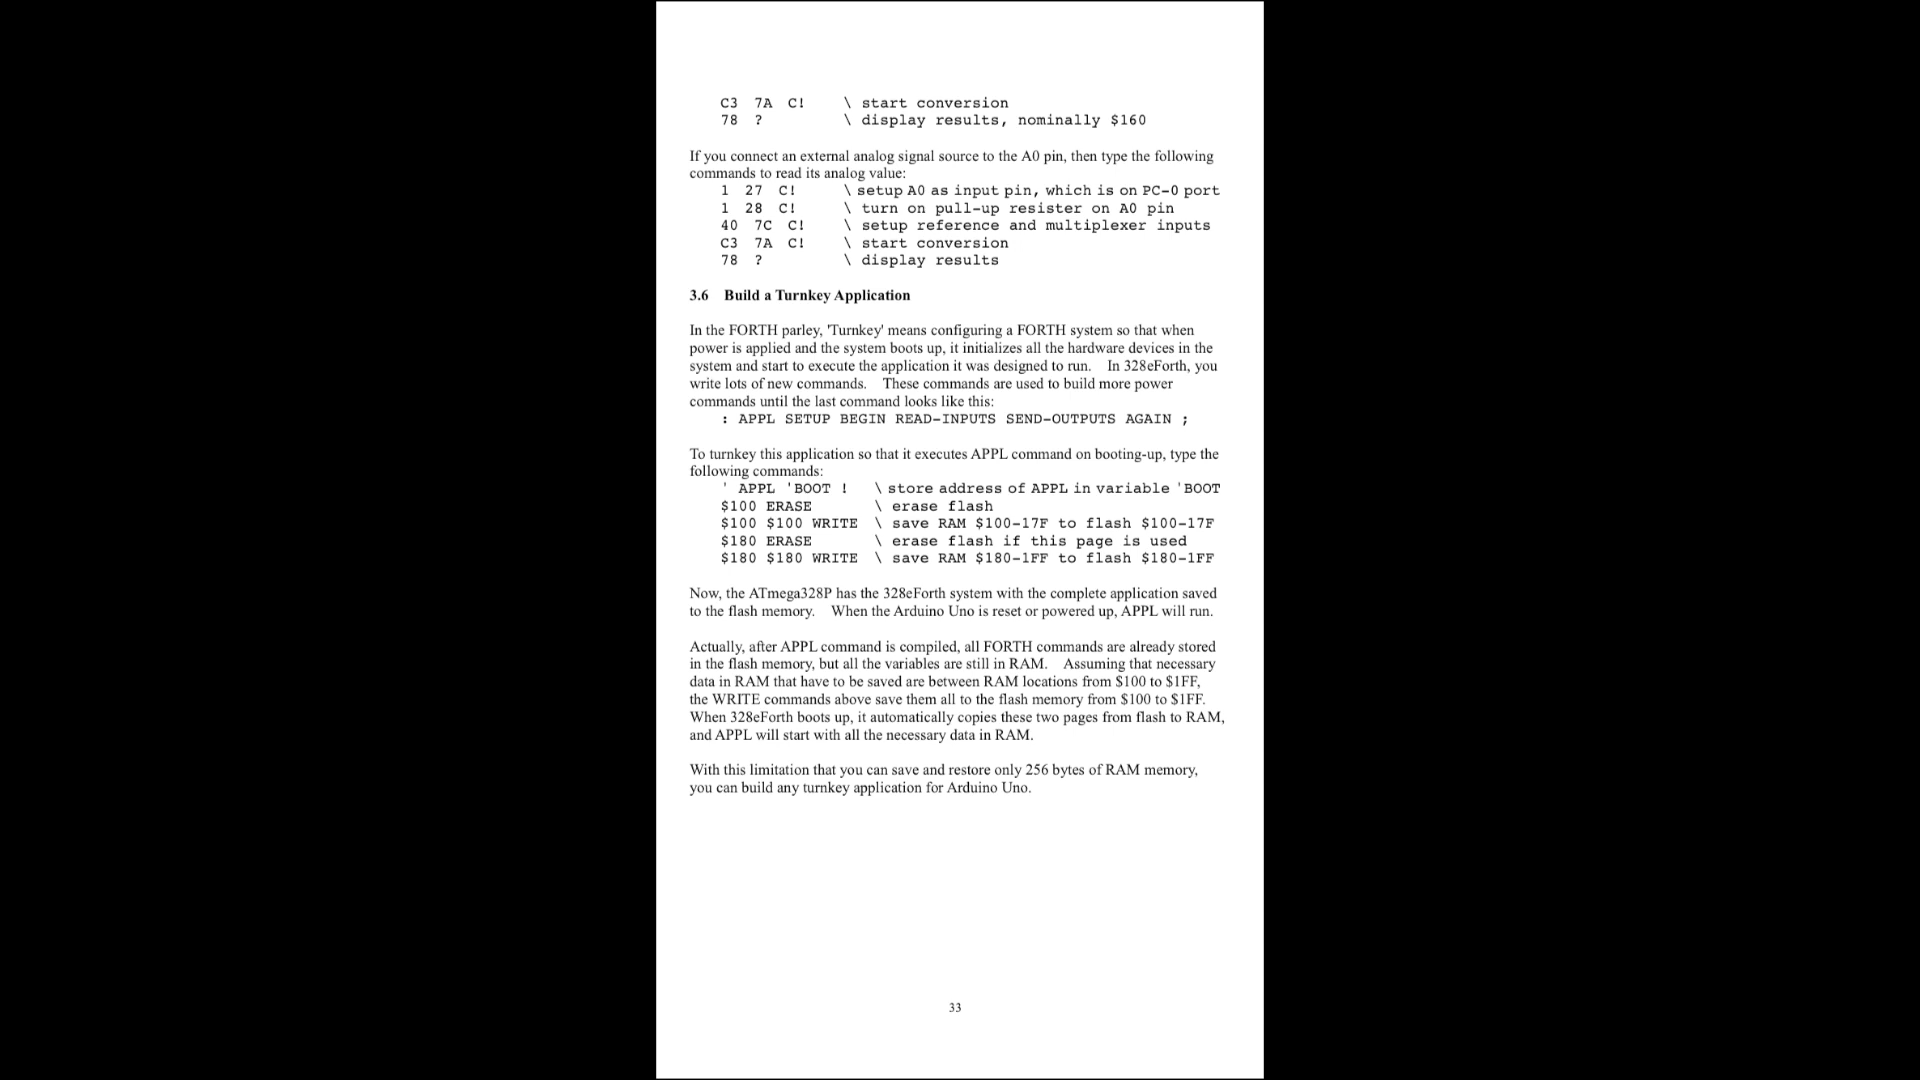 C3 7A C! \ start conversion
78 ? \ display results, nominally $160
If you connect an external analog signal source to the A0 pin, then type the following
commands to read its analog value:
1 27 C! \ setup A0 as input pin, which is on PC-0 port
1 28 C! \ turn on pull-up resister on A0 pin
40 7C C! \ setup reference and multiplexer inputs
C3 7A C! \ start conversion
78 ? \ display results
3.6 Build a Turnkey Application
In the FORTH parley, 'Turnkey' means configuring a FORTH system so that when
power is applied and the system boots up, it initializes all the hardware devices in the
system and start to execute the application it was designed to run. In 328eForth, you
write lots of new commands. These commands are used to build more power
commands until the last command looks like this:
: APPL SETUP BEGIN READ-INPUTS SEND-OUTPUTS AGAIN ;
To turnkey this application so that it executes APPL command on booting-up, type the
following commands:
' APPL 'BOOT ! \ store address of APPL in variable 'BOOT
$100 ERASE \ erase flash
$100 $100 WRITE \ save RAM $100-17F to flash $100-17F
$180 ERASE \ erase flash if this page is used
$180 $180 WRITE \ save RAM $180-1FF to flash $180-1FF
Now, the ATmega328P has the 328eForth system with the complete application saved
to the flash memory. When the Arduino Uno is reset or powered up, APPL will run.
Actually, after APPL command is compiled, all FORTH commands are already stored
in the flash memory, but all the variables are still in RAM. Assuming that necessary
data in RAM that have to be saved are between RAM locations from $100 to $1FF,
the WRITE commands above save them all to the flash memory from $100 to $1FF.
When 328eForth boots up, it automatically copies these two pages from flash to RAM,
and APPL will start with all the necessary data in RAM.
With this limitation that you can save and restore only 256 bytes of RAM memory,
you can build any turnkey application for Arduino Uno.
33